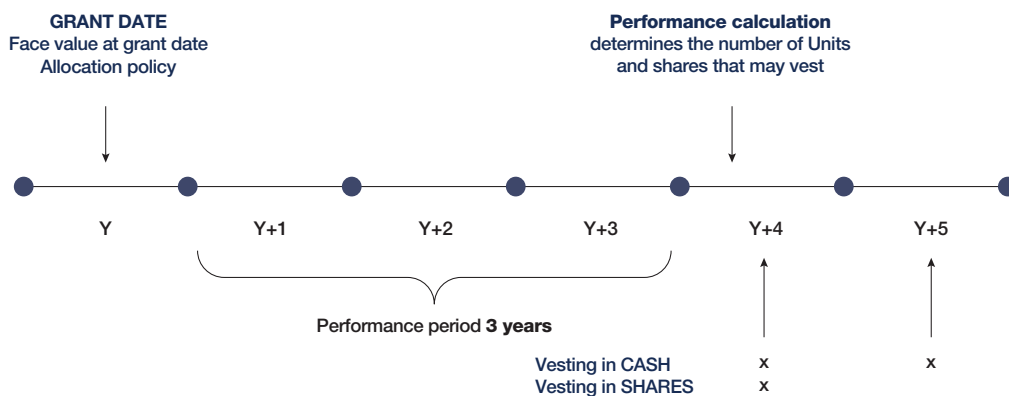 GRANT DATE
Face value at grant date
Allocation policy
Performance calculation
determines the number of Units
and shares that may vest
Y
Y+1
Y+2
Y+3
Y+4
Y+5
Performance period 3 years
Vesting in CASH x x
Vesting in SHARES x